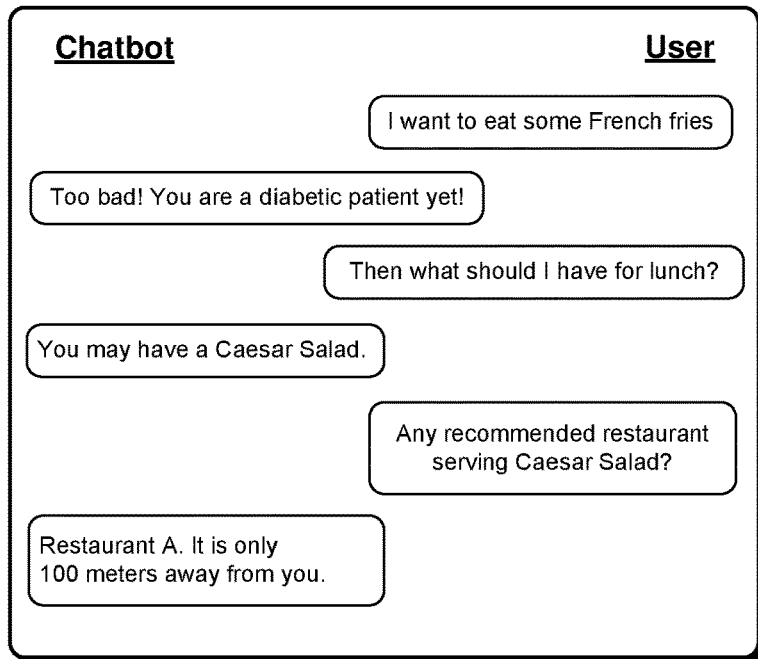 Chatbot
User
I want to eat some French fries
Too bad! You are a diabetic patient yet!
Then what should I have for lunch?
You may have a Caesar Salad.
Any recommended restaurant
serving Caesar Salad?
Restaurant A. It is only
100 meters away from you.